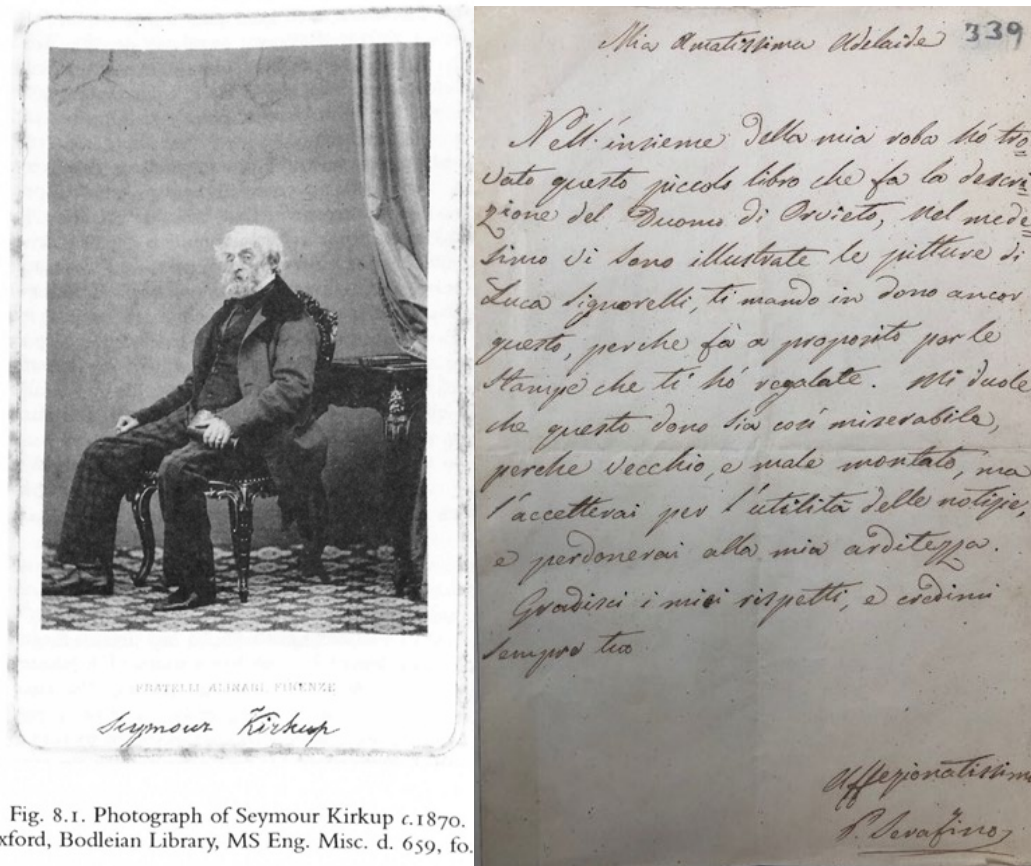 FRATELLI ALINARI FIRENZE
Seymour Kirkup
Fig. 8.1. Photograph of Seymour Kirkup c.1870.
xford, Bodleian Library, MS Eng. Misc. d. 659, fo.
339
Mia Amatissima Adelaide
Nell'insieme della mia roba hó tro=
vato questo piccolo libro che fa la descri=
zione del Duomo di Orvieto, nel mede=
simo vi sono illustrate le pitture di
Luca Signorelli, ti mando in dono ancor
questo, perche fà a proposito per le
Stampe che ti hó regalate. Mi duole
che questo dono sia così miserabile,
perche vecchio, e male montato, ma
l'accetterai per l'utilità delle notizie,
e perdonerai alla mia arditezza.
Gradisci i miei rispetti, e credimi
sempre tuo
Affezionatissimo
P. Serafino